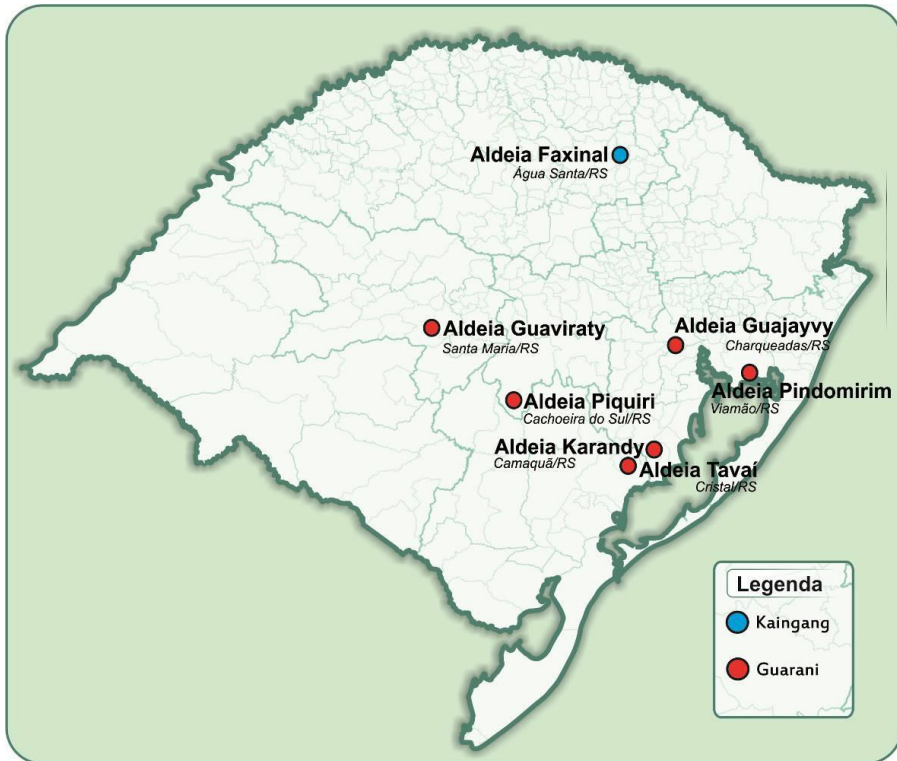 Aldeia Faxinal
Água Santa/RS
Aldeia Guaviraty
Santa Maria/RS
Aldeia Guajayvy
Charqueadas/RS
Aldeia Pindomirim
Viamão/RS
Aldeia Piquiri
Cachoeira do Sul/RS
Aldeia Karandy
Camaquã/RS
Aldeia Tavaí
Cristal/RS
Legenda
Kaingang
Guarani